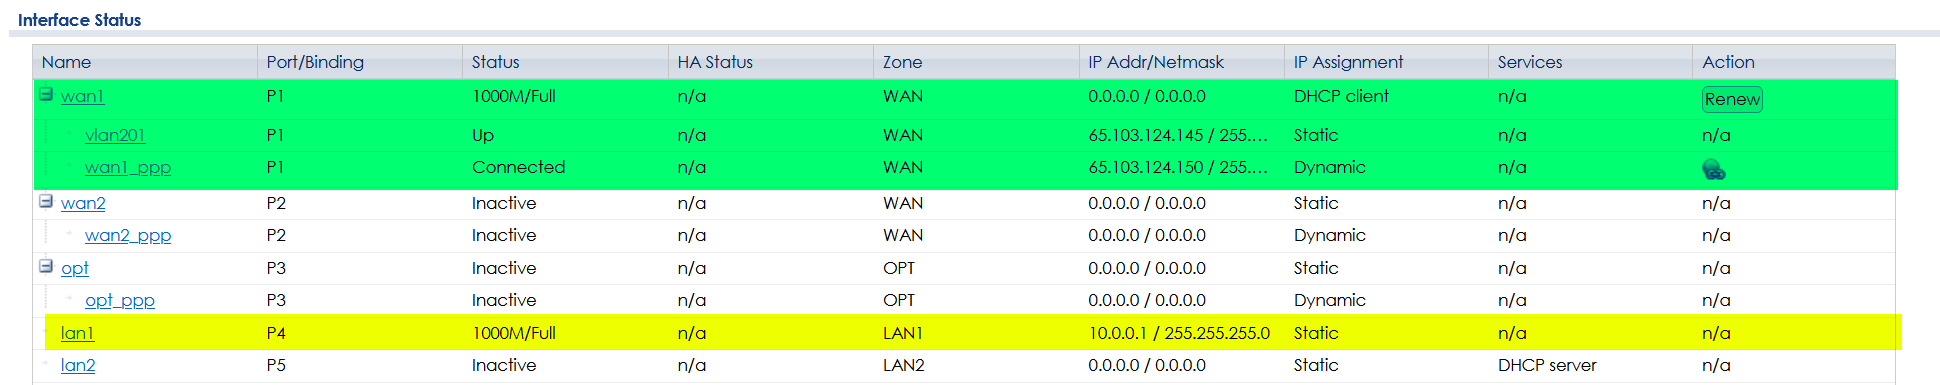 Interface Status
Name Port/Binding Status HA Status Zone IP Addr/Netmask IP Assignment Services Action
wan1 P1 1000M/Full n/a WAN 0.0.0.0 / 0.0.0.0 DHCP client n/a Renew
vlan201 P1 Up n/a WAN 65.103.124.145 / 255.... Static n/a n/a
wan1_ppp P1 Connected n/a WAN 65.103.124.150 / 255.... Dynamic n/a
wan2 P2 Inactive n/a WAN 0.0.0.0 / 0.0.0.0 Static n/a n/a
wan2_ppp P2 Inactive n/a WAN 0.0.0.0 / 0.0.0.0 Dynamic n/a n/a
opt P3 Inactive n/a OPT 0.0.0.0 / 0.0.0.0 Static n/a n/a
opt_ppp P3 Inactive n/a OPT 0.0.0.0 / 0.0.0.0 Dynamic n/a n/a
lan1 P4 1000M/Full n/a LAN1 10.0.0.1 / 255.255.255.0 Static n/a n/a
lan2 P5 Inactive n/a LAN2 0.0.0.0 / 0.0.0.0 Static DHCP server n/a